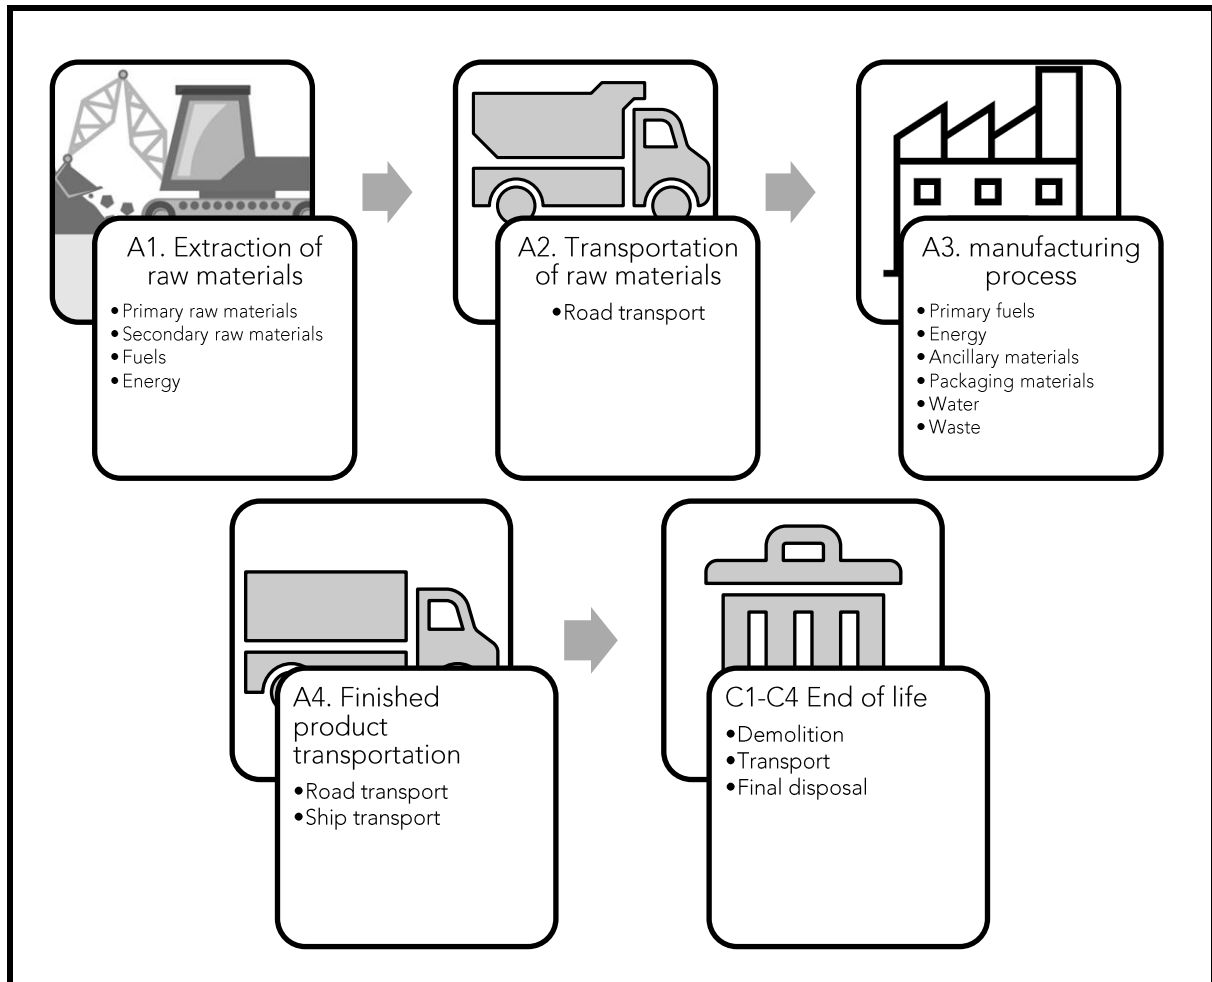 A1. Extraction of
raw materials
• Primary raw materials
• Secondary raw materials
• Fuels
• Energy
A2. Transportation
of raw materials
• Road transport
A3. manufacturing
process
• Primary fuels
• Energy
• Ancillary materials
• Packaging materials
• Water
• Waste
A4. Finished
product
transportation
• Road transport
• Ship transport
C1-C4 End of life
• Demolition
• Transport
• Final disposal